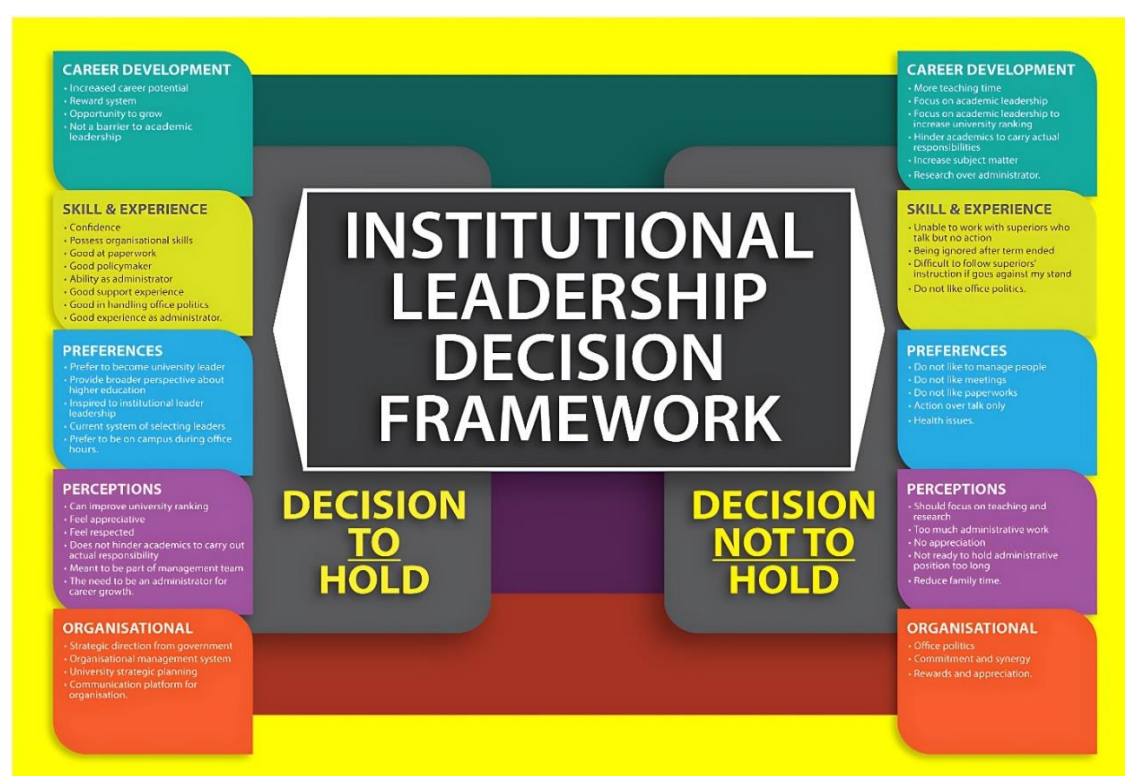 CAREER DEVELOPMENT
• Increased career potential
• Reward system
• Opportunity to grow
• Not a barrier to academic
leadership
SKILL & EXPERIENCE
• Confidence
• Possess organisational skills
• Good at paperwork
• Good policymaker
• Ability as administrator
• Good support experience
• Good in handling office politics
• Good experience as administrator.
PREFERENCES
• Prefer to become university leader
• Provide broader perspective about
higher education
• Inspired to institutional leader
leadership
• Current system of selecting leaders
• Prefer to be on campus during office
hours.
PERCEPTIONS
• Can improve university ranking
• Feel appreciative
• Feel respected
• Does not hinder academics to carry out
actual responsibility
• Meant to be part of management team
• The need to be an administrator for
career growth.
ORGANISATIONAL
• Strategic direction from government
• Organisational management system
• University strategic planning
• Communication platform for
organisation.
INSTITUTIONAL
LEADERSHIP
DECISION
FRAMEWORK
DECISION
TO
HOLD
DECISION
NOT TO
HOLD
CAREER DEVELOPMENT
• More teaching time
• Focus on academic leadership
• Focus on academic leadership to
increase university ranking
• Hinder academics to carry actual
responsibilities
• Increase subject matter
• Research over administrator.
SKILL & EXPERIENCE
• Unable to work with superiors who
talk but no action
• Being ignored after term ended
• Difficult to follow superiors'
instruction if goes against my stand
• Do not like office politics.
PREFERENCES
• Do not like to manage people
• Do not like meetings
• Do not like paperworks
• Action over talk only
• Health issues.
PERCEPTIONS
• Should focus on teaching and
research
• Too much administrative work
• No appreciation
• Not ready to hold administrative
position too long
• Reduce family time.
ORGANISATIONAL
• Office politics
• Commitment and synergy
• Rewards and appreciation.